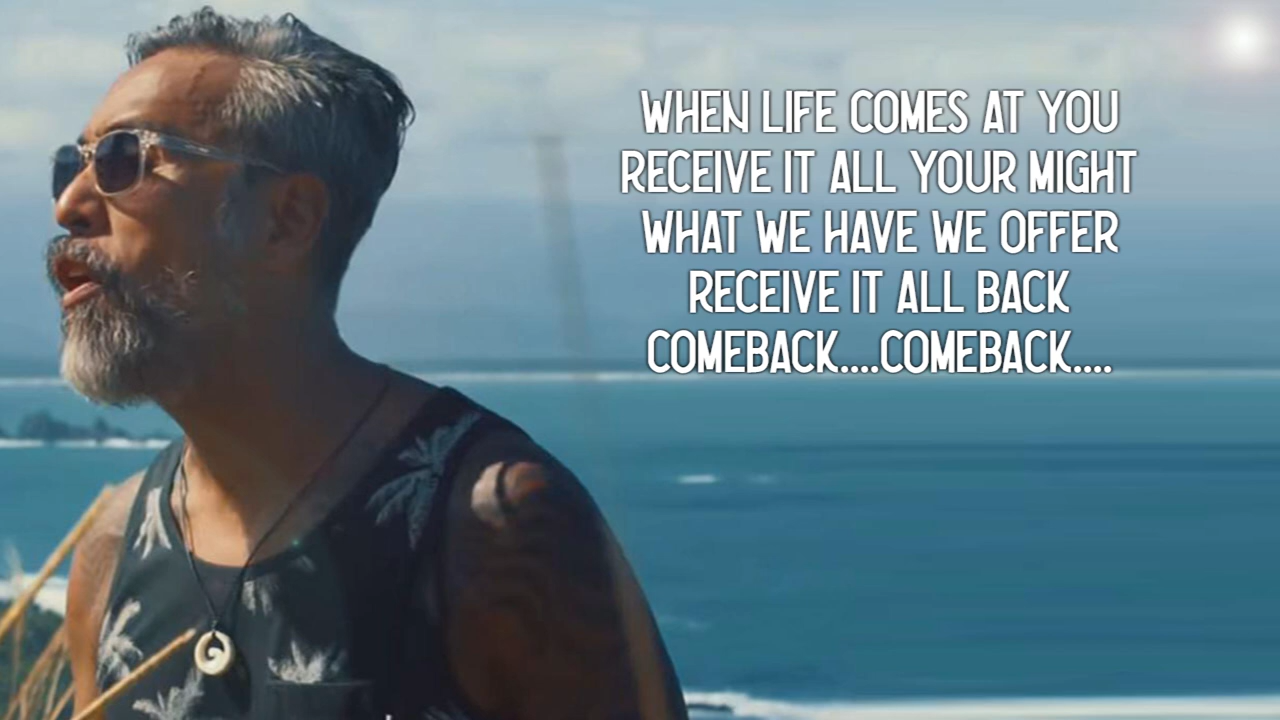 WHEN LIFE COMES AT YOU
RECEIVE IT ALL YOUR MIGHT
WHAT WE HAVE WE OFFER
RECEIVE IT ALL BACK
COMEBACK....COMEBACK....